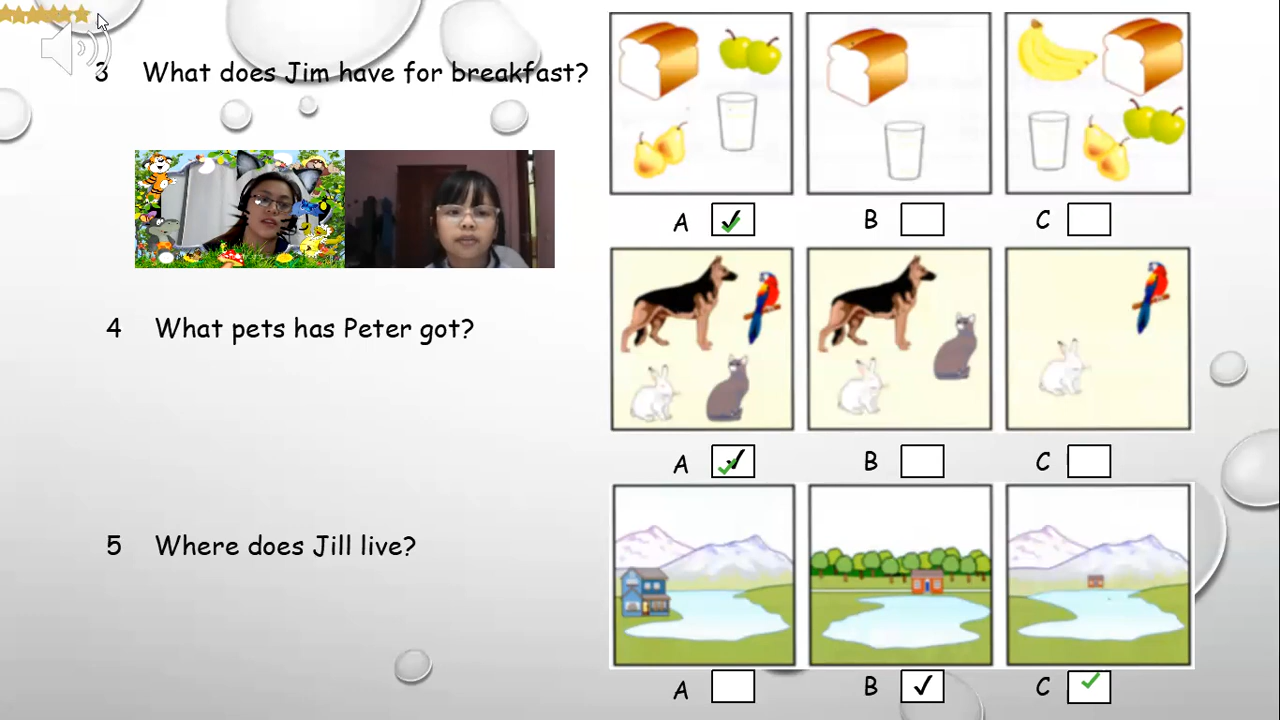 3 What does Jim have for breakfast?
A B C
4 What pets has Peter got?
A B C
5 Where does Jill live?
A B C